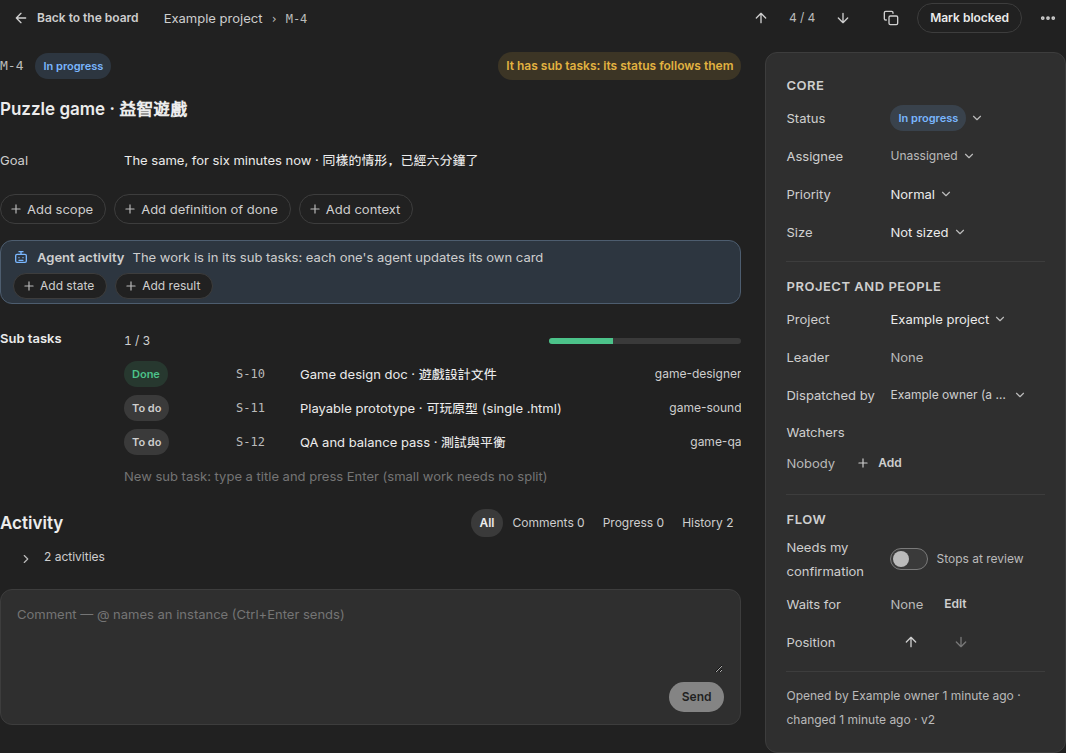 Back to the board
Example project › M-4
4 / 4
Mark blocked
M-4
In progress
It has sub tasks: its status follows them
Puzzle game · 益智遊戲
Goal
The same, for six minutes now · 同樣的情形，已經六分鐘了
Add scope
Add definition of done
Add context
Agent activity The work is in its sub tasks: each one's agent updates its own card
Add state
Add result
Sub tasks
1 / 3
Done S-10 Game design doc · 遊戲設計文件 game-designer
To do S-11 Playable prototype · 可玩原型 (single .html) game-sound
To do S-12 QA and balance pass · 測試與平衡 game-qa
New sub task: type a title and press Enter (small work needs no split)
Activity
All
Comments 0
Progress 0
History 2
2 activities
Comment — @ names an instance (Ctrl+Enter sends)
Send
CORE
Status In progress
Assignee Unassigned
Priority Normal
Size Not sized
PROJECT AND PEOPLE
Project Example project
Leader None
Dispatched by Example owner (a ...
Watchers
Nobody Add
FLOW
Needs my
confirmation
Stops at review
Waits for None Edit
Position
Opened by Example owner 1 minute ago ·
changed 1 minute ago · v2